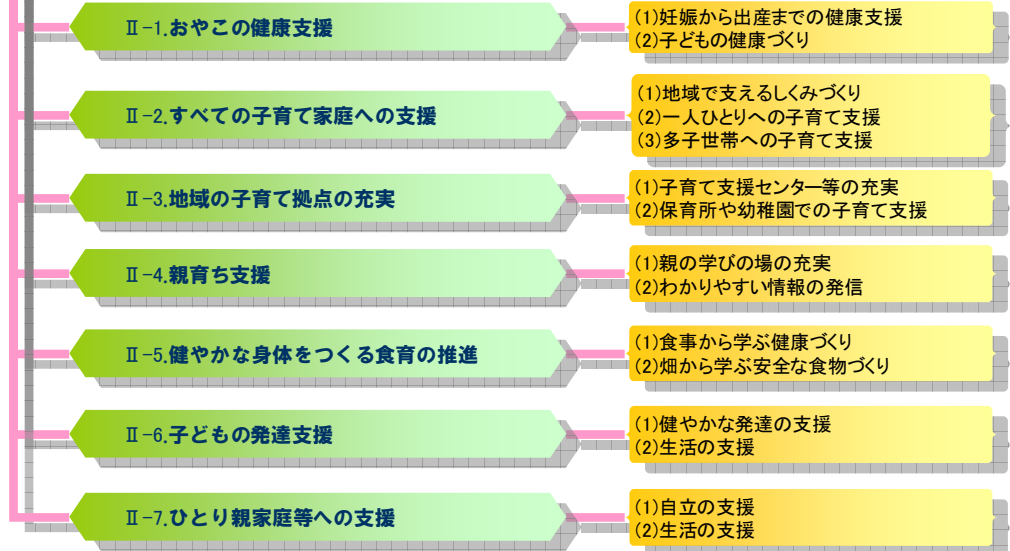 Ⅱ-1.おやこの健康支援
(1)妊娠から出産までの健康支援
(2)子どもの健康づくり
Ⅱ-2.すべての子育て家庭への支援
(1)地域で支えるしくみづくり
(2)一人ひとりへの子育て支援
(3)多子世帯への子育て支援
Ⅱ-3.地域の子育て拠点の充実
(1)子育て支援センター等の充実
(2)保育所や幼稚園での子育て支援
Ⅱ-4.親育ち支援
(1)親の学びの場の充実
(2)わかりやすい情報の発信
Ⅱ-5.健やかな身体をつくる食育の推進
(1)食事から学ぶ健康づくり
(2)畑から学ぶ安全な食物づくり
Ⅱ-6.子どもの発達支援
(1)健やかな発達の支援
(2)生活の支援
Ⅱ-7.ひとり親家庭等への支援
(1)自立の支援
(2)生活の支援